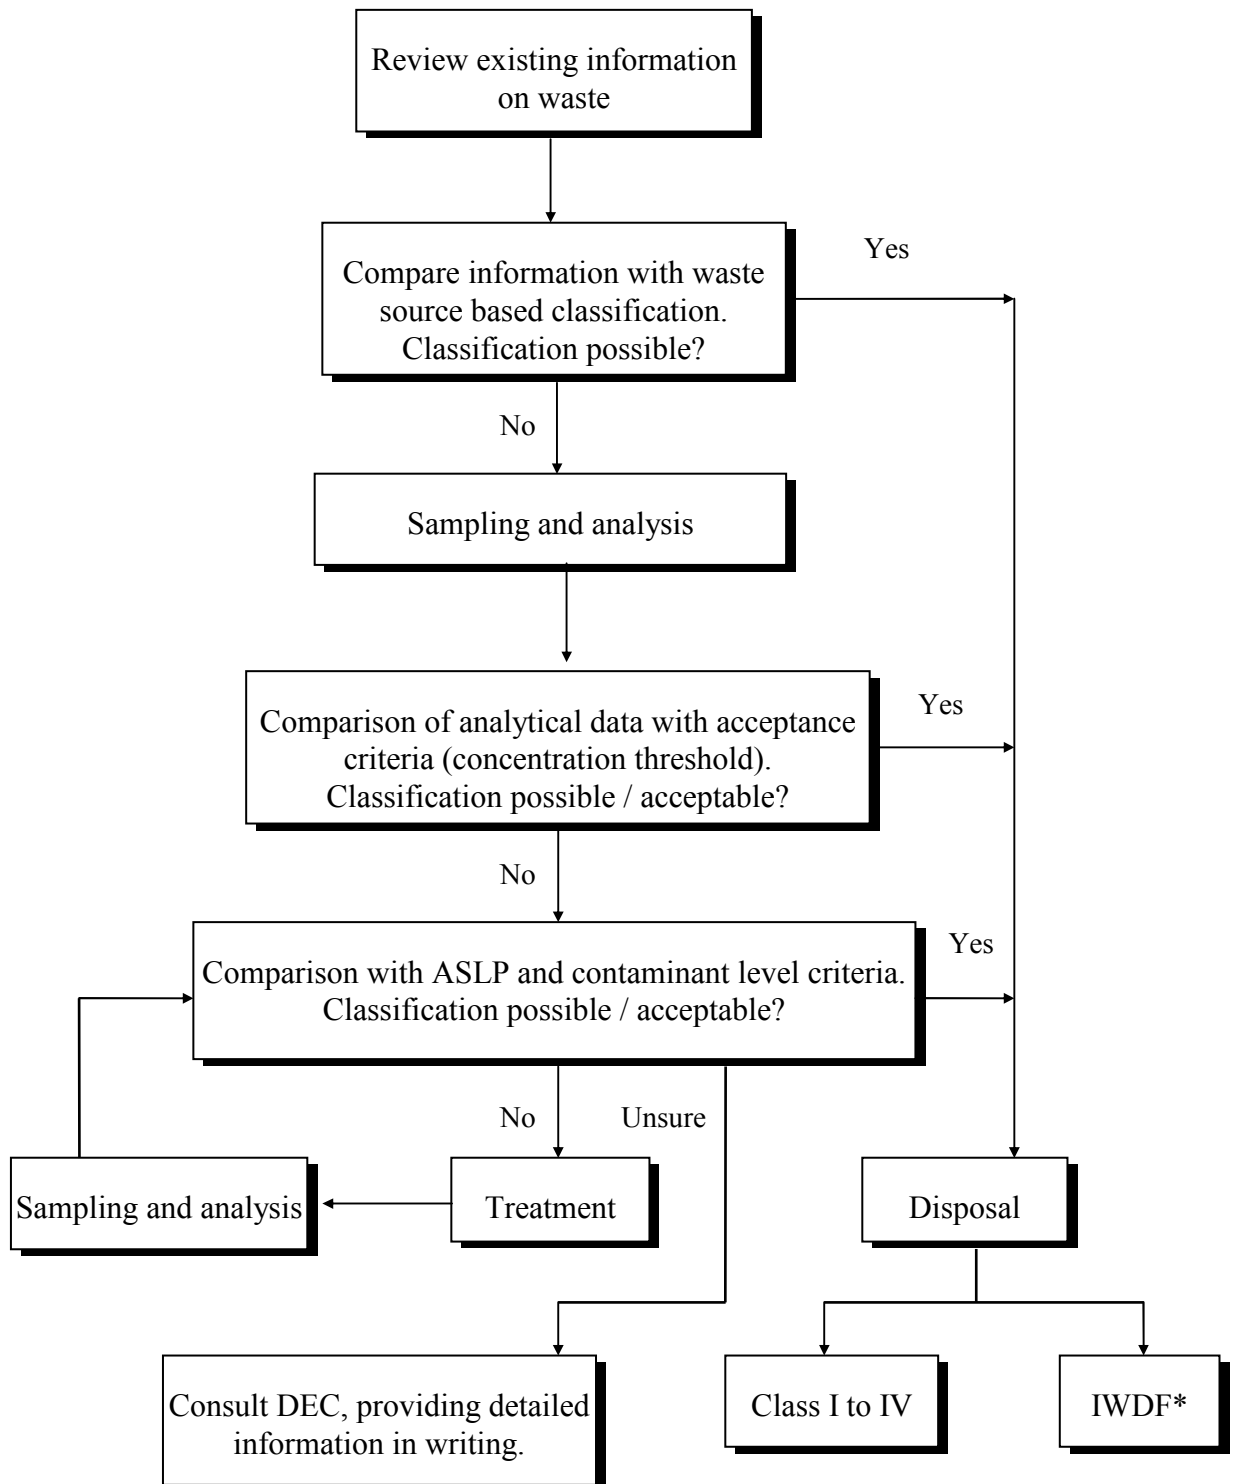 Review existing information
on waste
Compare information with waste
source based classification.
Classification possible?
Yes
No
Sampling and analysis
Comparison of analytical data with acceptance
criteria (concentration threshold).
Classification possible / acceptable?
Yes
No
Comparison with ASLP and contaminant level criteria.
Classification possible / acceptable?
Yes
No
Unsure
Sampling and analysis
Treatment
Disposal
Consult DEC, providing detailed
information in writing.
Class I to IV
IWDF*